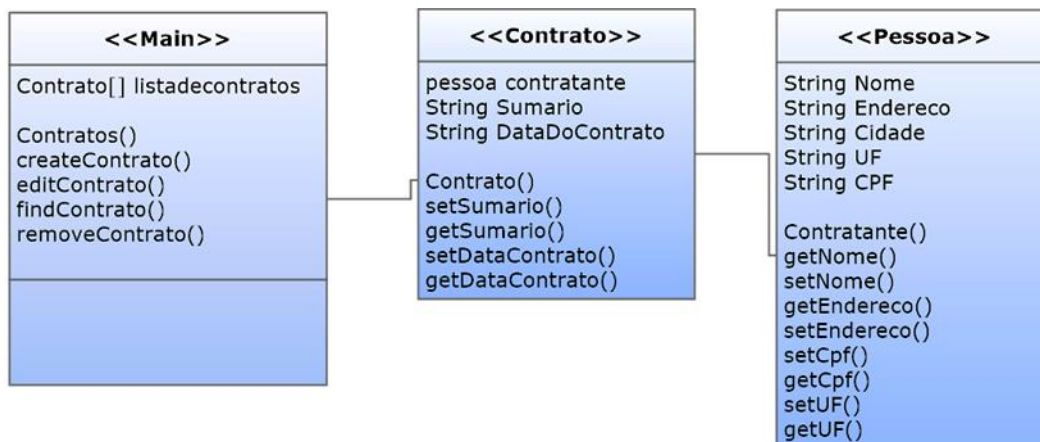 <<Main>>
Contrato[] listadecontratos
Contratos()
createContrato()
editContrato()
findContrato()
removeContrato()
<<Contrato>>
pessoa contratante
String Sumario
String DataDoContrato
Contrato()
setSumario()
getSumario()
setDataContrato()
getDataContrato()
<<Pessoa>>
String Nome
String Endereco
String Cidade
String UF
String CPF
Contratante()
getNome()
setNome()
getEndereco()
setEndereco()
setCpf()
getCpf()
setUF()
getUF()